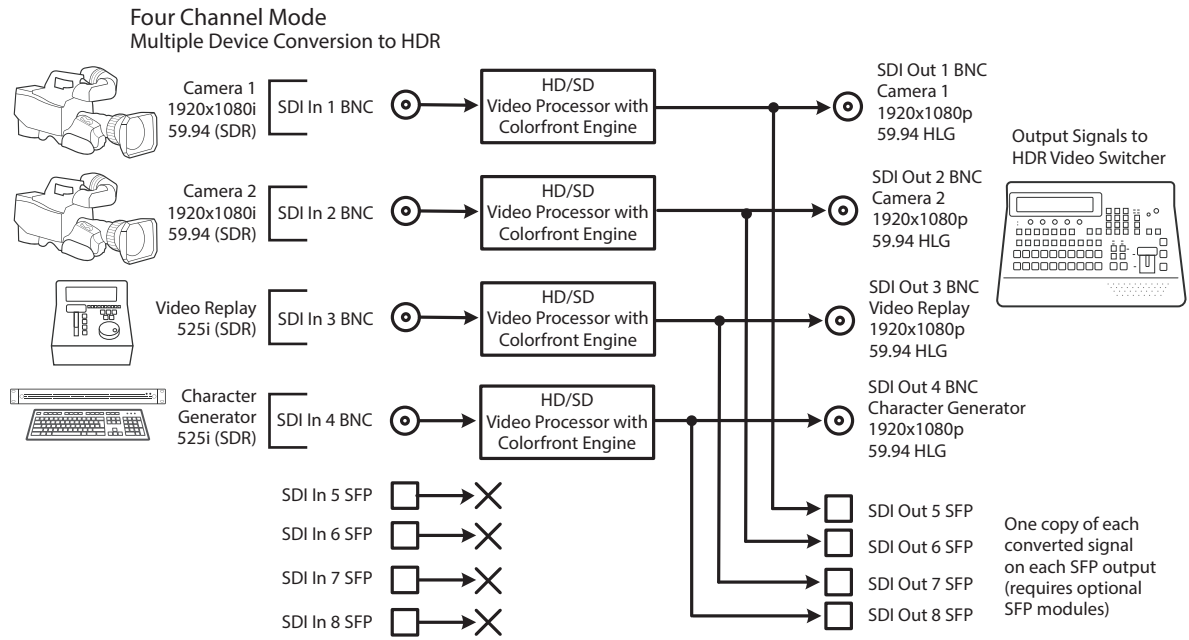 Four Channel Mode
Multiple Device Conversion to HDR
Camera 1
1920x1080i
59.94 (SDR)
SDI In 1 BNC
HD/SD
Video Processor with
Colorfront Engine
SDI Out 1 BNC
Camera 1
1920x1080p
59.94 HLG
Output Signals to
HDR Video Switcher
Camera 2
1920x1080i
59.94 (SDR)
SDI In 2 BNC
HD/SD
Video Processor with
Colorfront Engine
SDI Out 2 BNC
Camera 2
1920x1080p
59.94 HLG
Video Replay
525i (SDR)
SDI In 3 BNC
HD/SD
Video Processor with
Colorfront Engine
SDI Out 3 BNC
Video Replay
1920x1080p
59.94 HLG
Character
Generator
525i (SDR)
SDI In 4 BNC
HD/SD
Video Processor with
Colorfront Engine
SDI Out 4 BNC
Character Generator
1920x1080p
59.94 HLG
SDI In 5 SFP
SDI In 6 SFP
SDI In 7 SFP
SDI In 8 SFP
SDI Out 5 SFP
SDI Out 6 SFP
SDI Out 7 SFP
SDI Out 8 SFP
One copy of each
converted signal
on each SFP output
(requires optional
SFP modules)